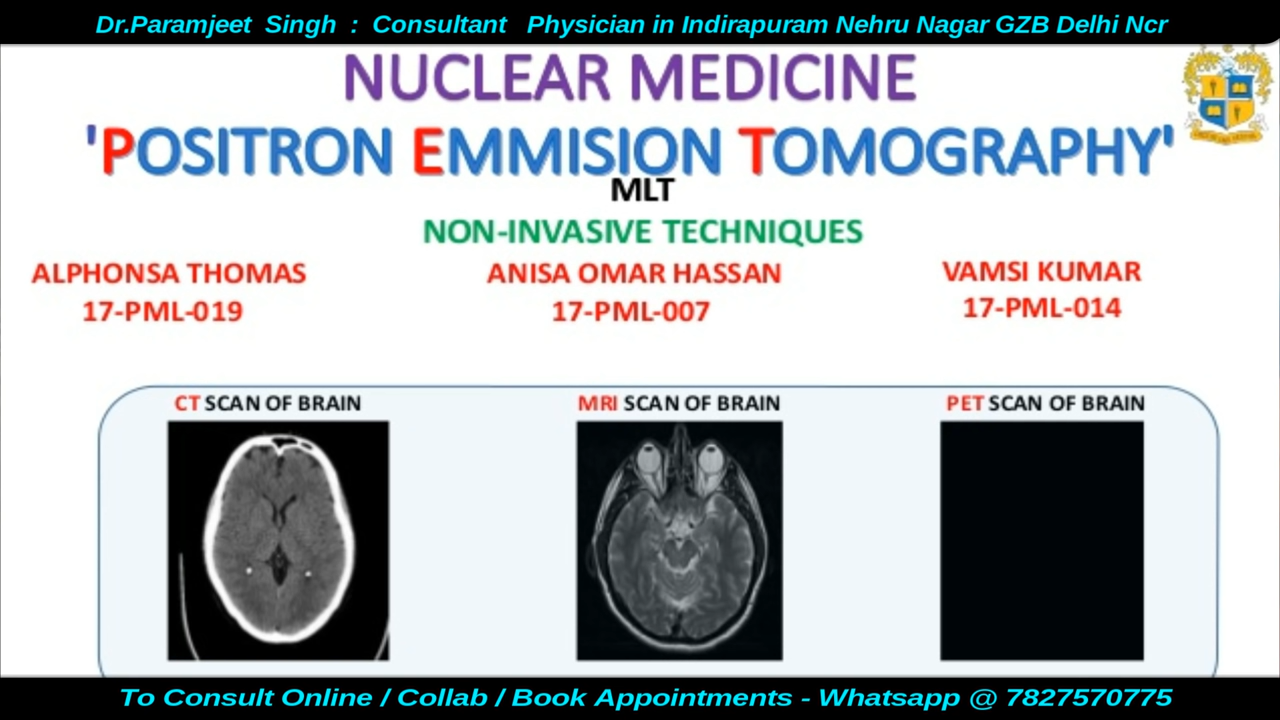 Dr.Paramjeet Singh : Consultant Physician in Indirapuram Nehru Nagar GZB Delhi Ncr
NUCLEAR MEDICINE
'POSITRON EMMISION TOMOGRAPHY'
MLT
NON-INVASIVE TECHNIQUES
ALPHONSA THOMAS
17-PML-019
ANISA OMAR HASSAN
17-PML-007
VAMSI KUMAR
17-PML-014
CT SCAN OF BRAIN
MRI SCAN OF BRAIN
PET SCAN OF BRAIN
To Consult Online / Collab / Book Appointments - Whatsapp @ 7827570775